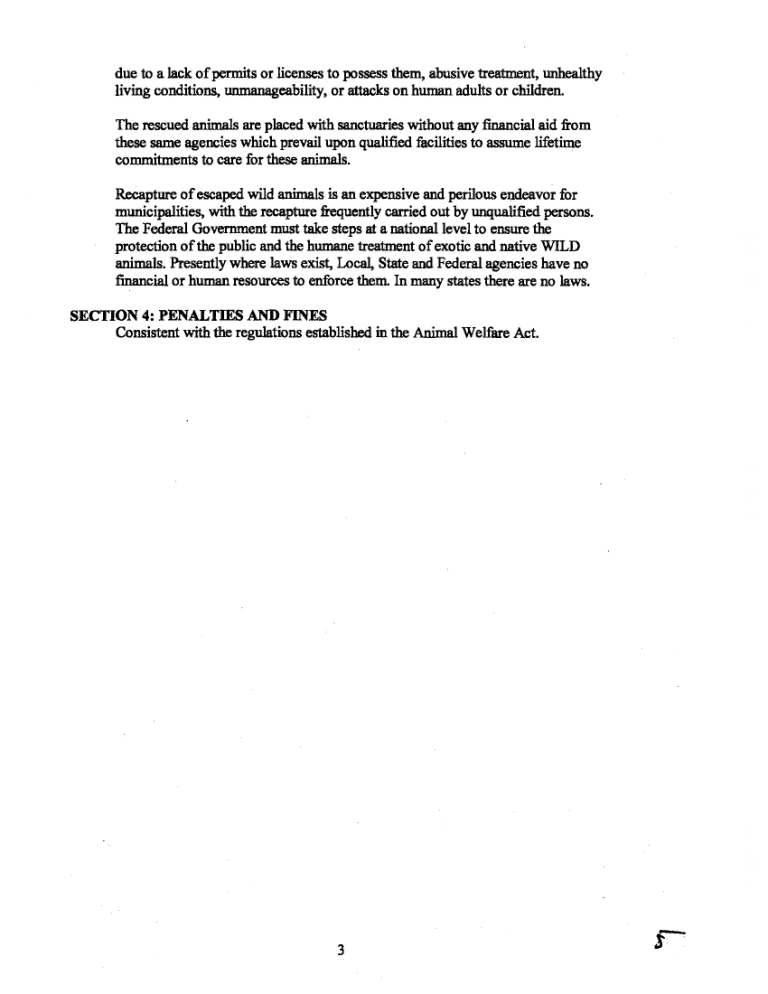 due to a lack of permits or licenses to possess them, abusive treatment, unhealthy
living conditions, unmanageability, or attacks on human adults or children.
The rescued animals are placed with sanctuaries without any financial aid from
these same agencies which prevail upon qualified facilities to assume lifetime
commitments to care for these animals.
Recapture of escaped wild animals is an expensive and perilous endeavor for
municipalities, with the recapture frequently carried out by unqualified persons.
The Federal Government must take steps at a national level to ensure the
protection of the public and the humane treatment of exotic and native WILD
animals. Presently where laws exist, Local, State and Federal agencies have no
financial or human resources to enforce them. In many states there are no laws.
SECTION 4: PENALTIES AND FINES
Consistent with the regulations established in the Animal Welfare Act.
3
5